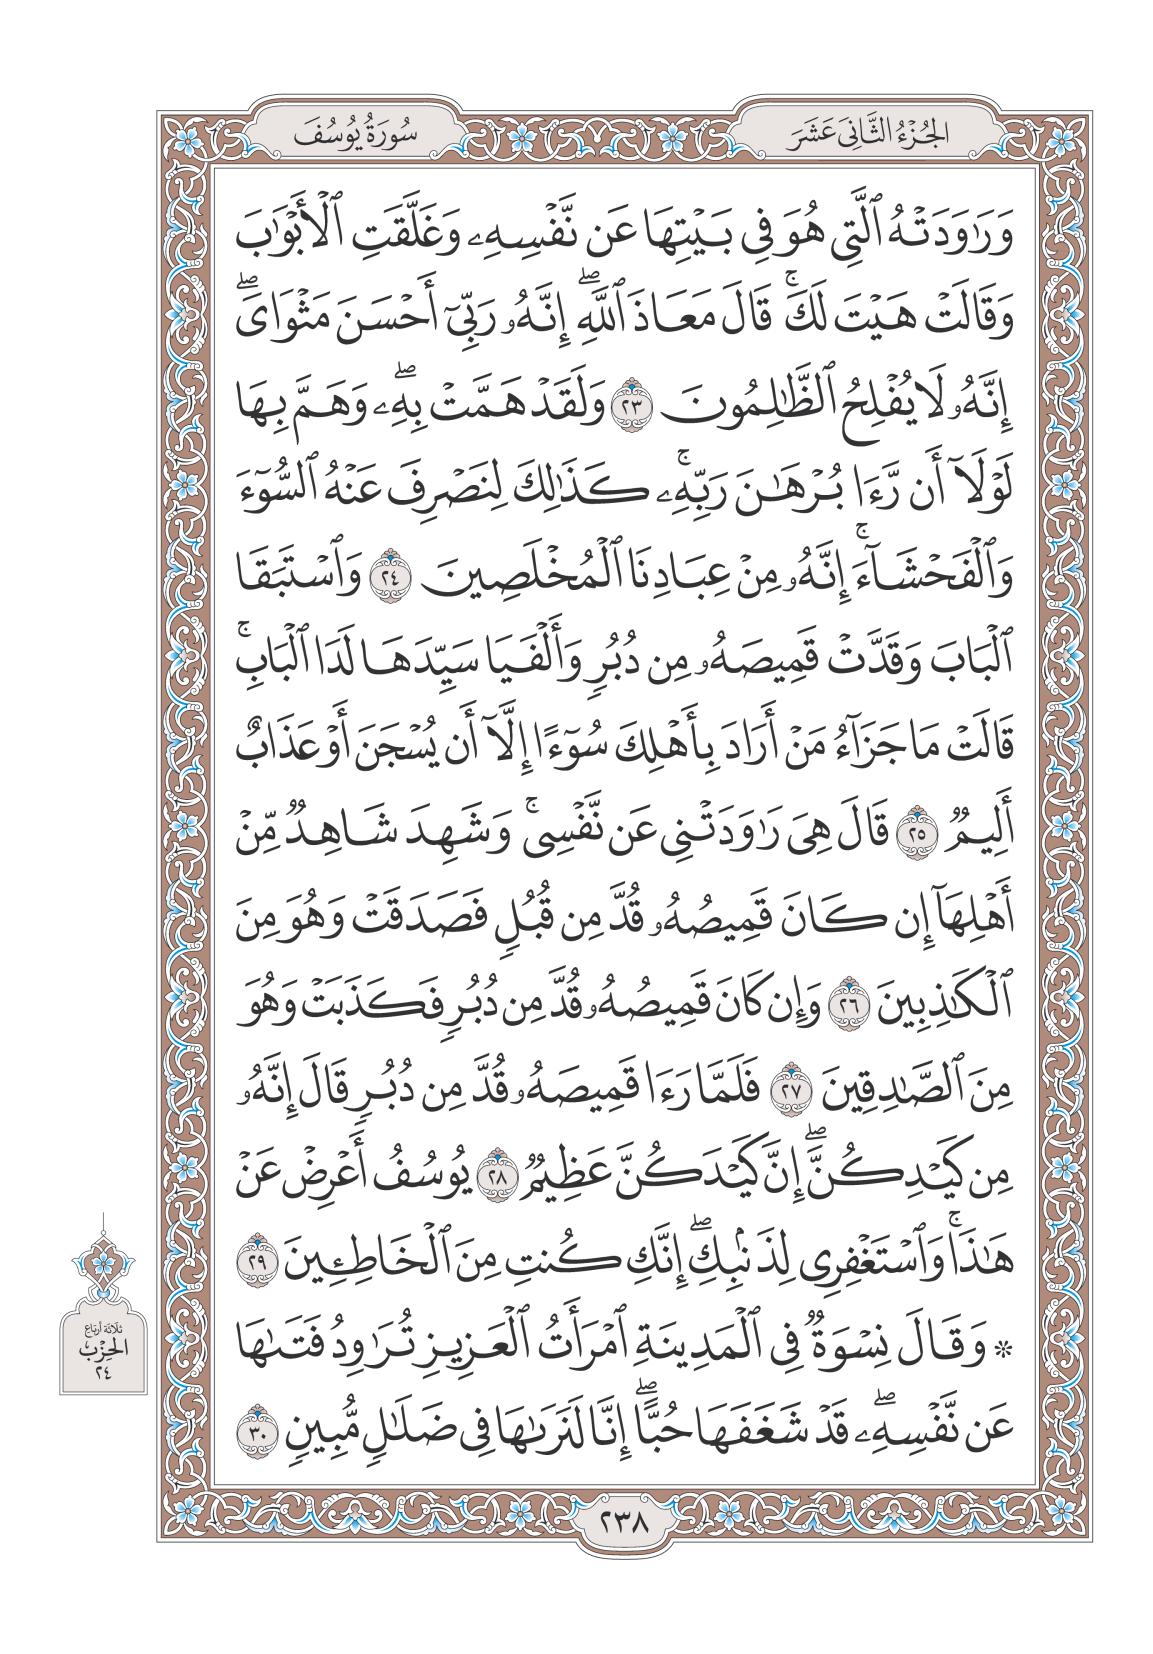 الجُزْءُ الثَّانِي عَشَرَ
سُورَةُ يُوسُفَ
وَرَٰوَدَتْهُ ٱلَّتِى هُوَ فِى بَيْتِهَا عَن نَّفْسِهِۦ وَغَلَّقَتِ ٱلْأَبْوَٰبَ
وَقَالَتْ هَيْتَ لَكَ ۚ قَالَ مَعَاذَ ٱللَّهِ ۖ إِنَّهُۥ رَبِّىٓ أَحْسَنَ مَثْوَاىَ ۖ
إِنَّهُۥ لَا يُفْلِحُ ٱلظَّٰلِمُونَ ٢٣ وَلَقَدْ هَمَّتْ بِهِۦ ۖ وَهَمَّ بِهَا
لَوْلَآ أَن رَّءَا بُرْهَٰنَ رَبِّهِۦ ۚ كَذَٰلِكَ لِنَصْرِفَ عَنْهُ ٱلسُّوٓءَ
وَٱلْفَحْشَآءَ ۚ إِنَّهُۥ مِنْ عِبَادِنَا ٱلْمُخْلَصِينَ ٢٤ وَٱسْتَبَقَا
ٱلْبَابَ وَقَدَّتْ قَمِيصَهُۥ مِن دُبُرٍ وَأَلْفَيَا سَيِّدَهَا لَدَا ٱلْبَابِ ۚ
قَالَتْ مَا جَزَآءُ مَنْ أَرَادَ بِأَهْلِكَ سُوٓءًا إِلَّآ أَن يُسْجَنَ أَوْ عَذَابٌ
أَلِيمٌ ٢٥ قَالَ هِىَ رَٰوَدَتْنِى عَن نَّفْسِى ۚ وَشَهِدَ شَاهِدٌ مِّنْ
أَهْلِهَآ إِن كَانَ قَمِيصُهُۥ قُدَّ مِن قُبُلٍ فَصَدَقَتْ وَهُوَ مِنَ
ٱلْكَٰذِبِينَ ٢٦ وَإِن كَانَ قَمِيصُهُۥ قُدَّ مِن دُبُرٍ فَكَذَبَتْ وَهُوَ
مِنَ ٱلصَّٰدِقِينَ ٢٧ فَلَمَّا رَءَا قَمِيصَهُۥ قُدَّ مِن دُبُرٍ قَالَ إِنَّهُۥ
مِن كَيْدِكُنَّ ۖ إِنَّ كَيْدَكُنَّ عَظِيمٌ ٢٨ يُوسُفُ أَعْرِضْ عَنْ
هَٰذَا ۚ وَٱسْتَغْفِرِى لِذَنۢبِكِ ۖ إِنَّكِ كُنتِ مِنَ ٱلْخَاطِـِٔينَ ٢٩
۞ وَقَالَ نِسْوَةٌ فِى ٱلْمَدِينَةِ ٱمْرَأَتُ ٱلْعَزِيزِ تُرَٰوِدُ فَتَىٰهَا
عَن نَّفْسِهِۦ ۖ قَدْ شَغَفَهَا حُبًّا ۖ إِنَّا لَنَرَىٰهَا فِى ضَلَٰلٍ مُّبِينٍ ٣٠
ثلاثة أرباع
الحِزْب
٢٤
٢٣٨